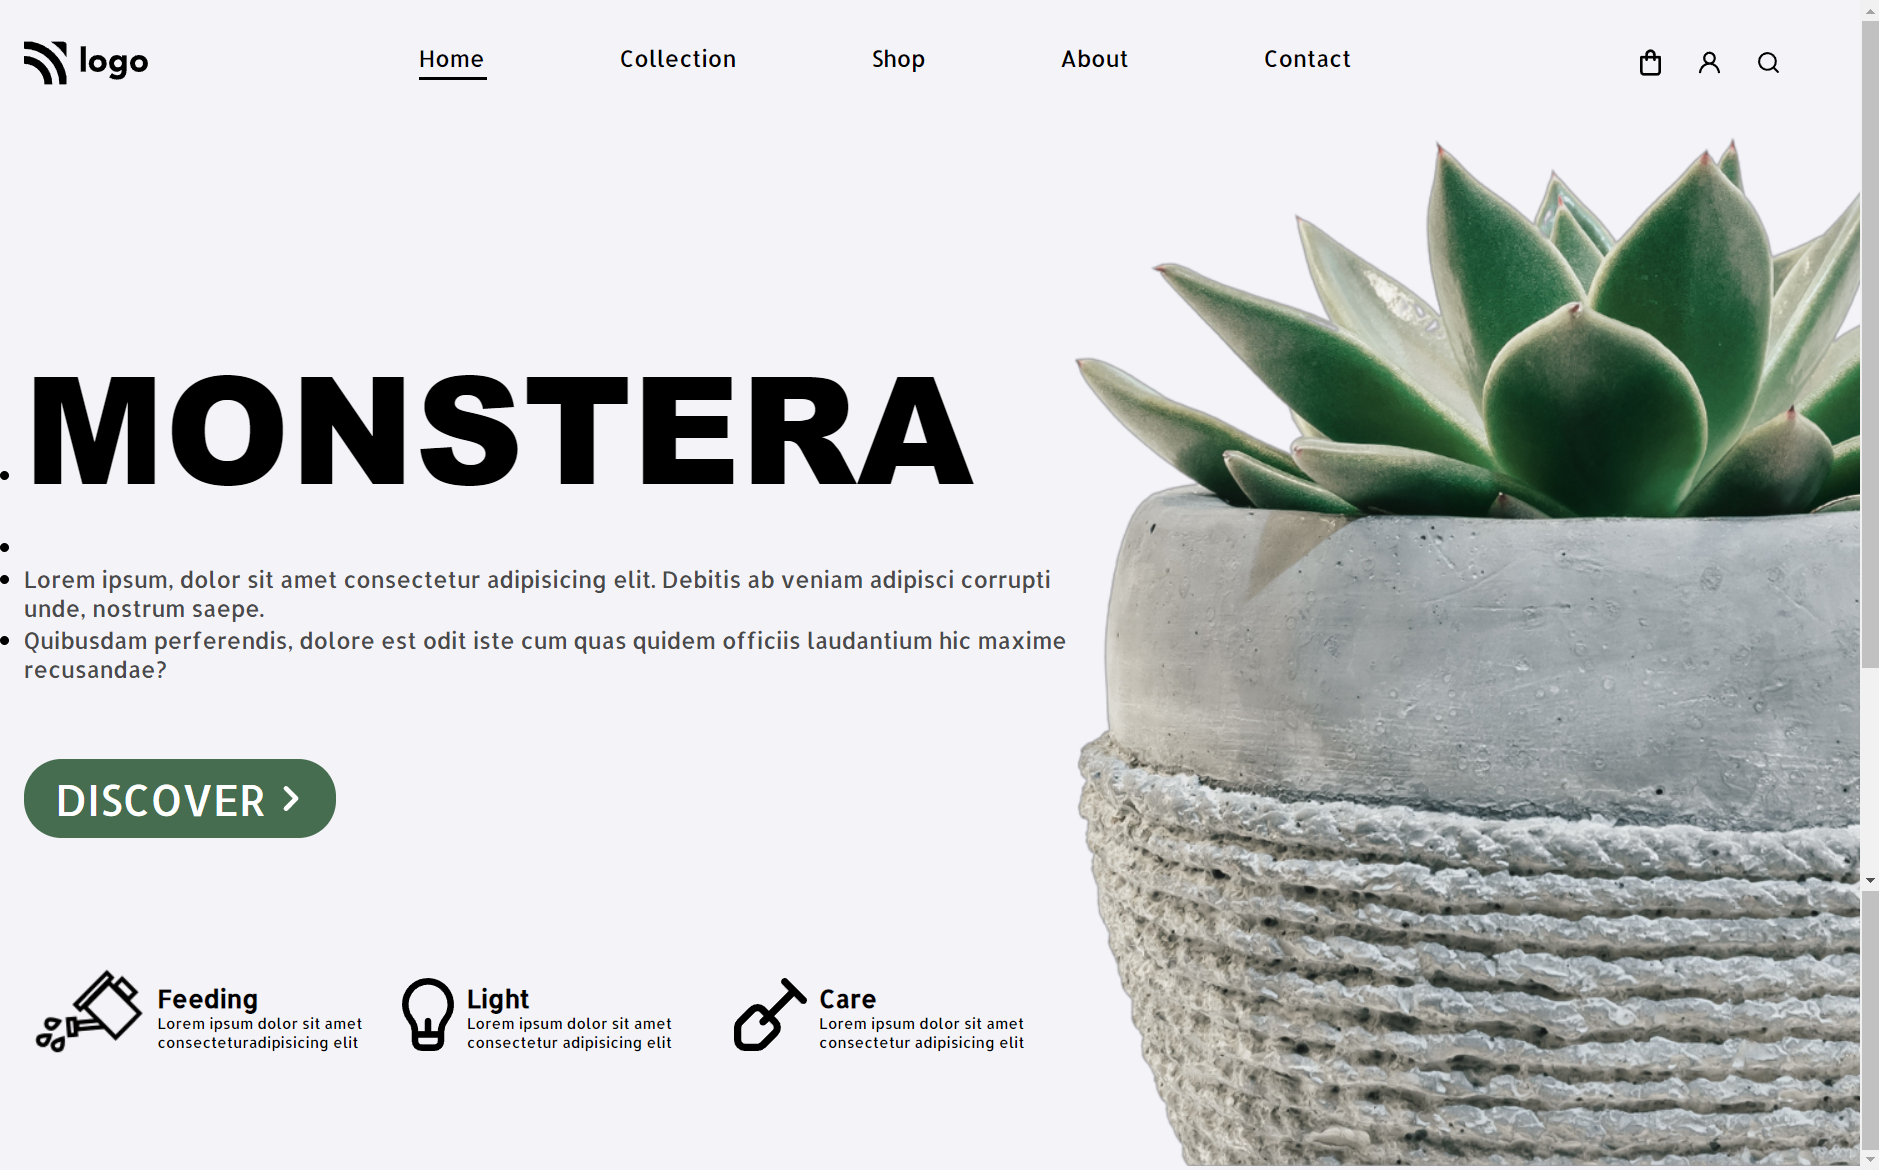 logo
Home
Collection
Shop
About
Contact
MONSTERA
Lorem ipsum, dolor sit amet consectetur adipisicing elit. Debitis ab veniam adipisci corrupti
unde, nostrum saepe.
Quibusdam perferendis, dolore est odit iste cum quas quidem officiis laudantium hic maxime
recusandae?
DISCOVER
Feeding
Lorem ipsum dolor sit amet
consecteturadipisicing elit
Light
Lorem ipsum dolor sit amet
consectetur adipisicing elit
Care
Lorem ipsum dolor sit amet
consectetur adipisicing elit